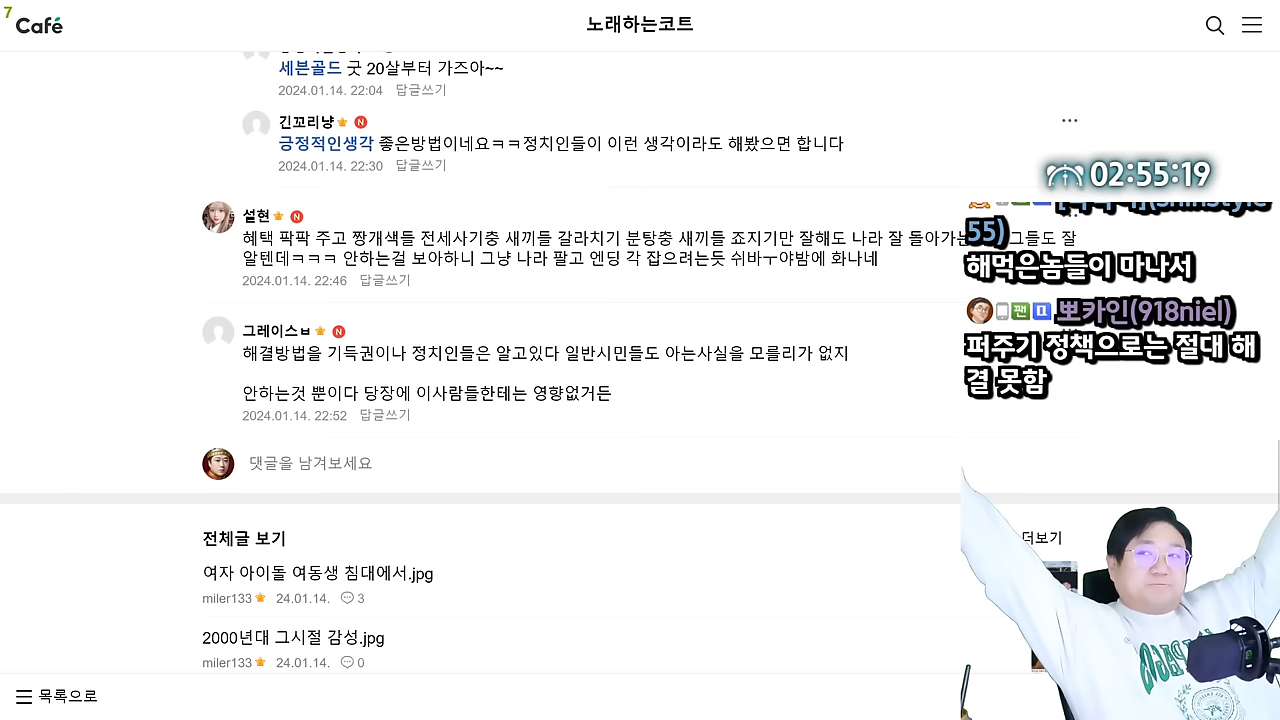 7
Café
노래하는코트
세븐골드 굿 20살부터 가즈아~~
2024.01.14. 22:04 답글쓰기
긴꼬리냥 N
긍정적인생각 좋은방법이네요ㅋㅋ정치인들이 이런 생각이라도 해봤으면 합니다
2024.01.14. 22:30 답글쓰기
02:55:19
설현 N
혜택 팍팍 주고 짱개색들 전세사기충 새끼들 갈라치기 분탕충 새끼들 죠지기만 잘해도 나라 잘 돌아가는 그들도 잘
알텐데ㅋㅋㅋ 안하는걸 보아하니 그냥 나라 팔고 엔딩 각 잡으려는듯 쉬바ㅜ야밤에 화나네
2024.01.14. 22:46 답글쓰기
그레이스ㅂ N
해결방법을 기득권이나 정치인들은 알고있다 일반시민들도 아는사실을 모를리가 없지
안하는것 뿐이다 당장에 이사람들한테는 영향없거든
2024.01.14. 22:52 답글쓰기
댓글을 남겨보세요
55)
해먹은놈들이 마나서
팬 뽀카인(918niel)
퍼주기 정책으로는 절대 해
결 못함
전체글 보기
더보기
여자 아이돌 여동생 침대에서.jpg
miler133 24.01.14. 3
2000년대 그시절 감성.jpg
miler133 24.01.14. 0
목록으로